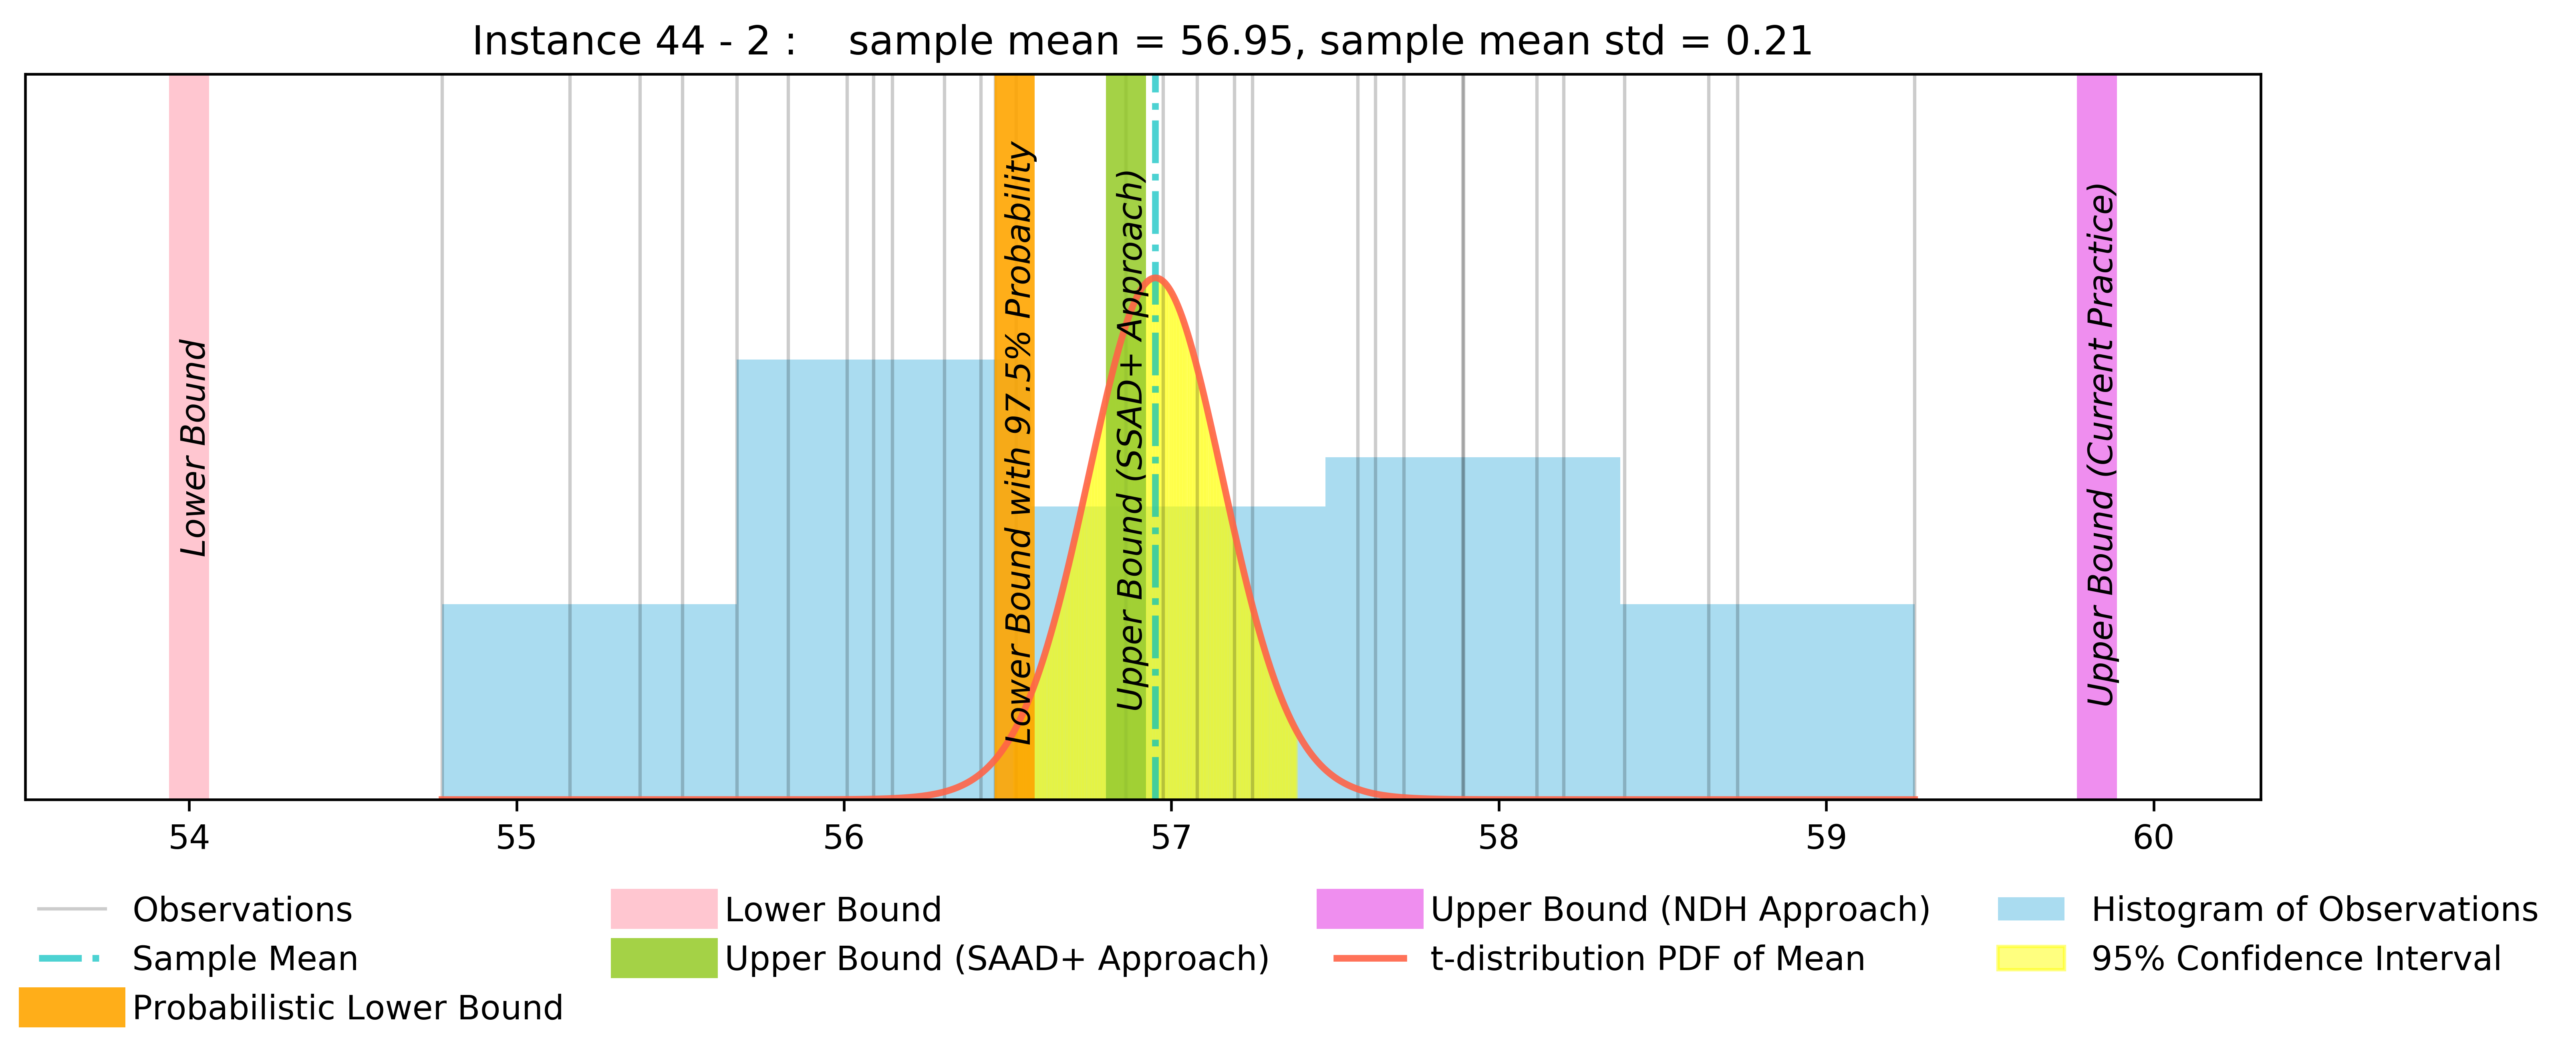 Instance 44 - 2 :    sample mean = 56.95, sample mean std = 0.21
Lower Bound
Lower Bound with 97.5% Probability
Upper Bound (SSAD+ Approach)
Upper Bound (Current Practice)
54 55 56 57 58 59 60
Observations
Sample Mean
Probabilistic Lower Bound
Lower Bound
Upper Bound (SAAD+ Approach)
Upper Bound (NDH Approach)
t-distribution PDF of Mean
Histogram of Observations
95% Confidence Interval